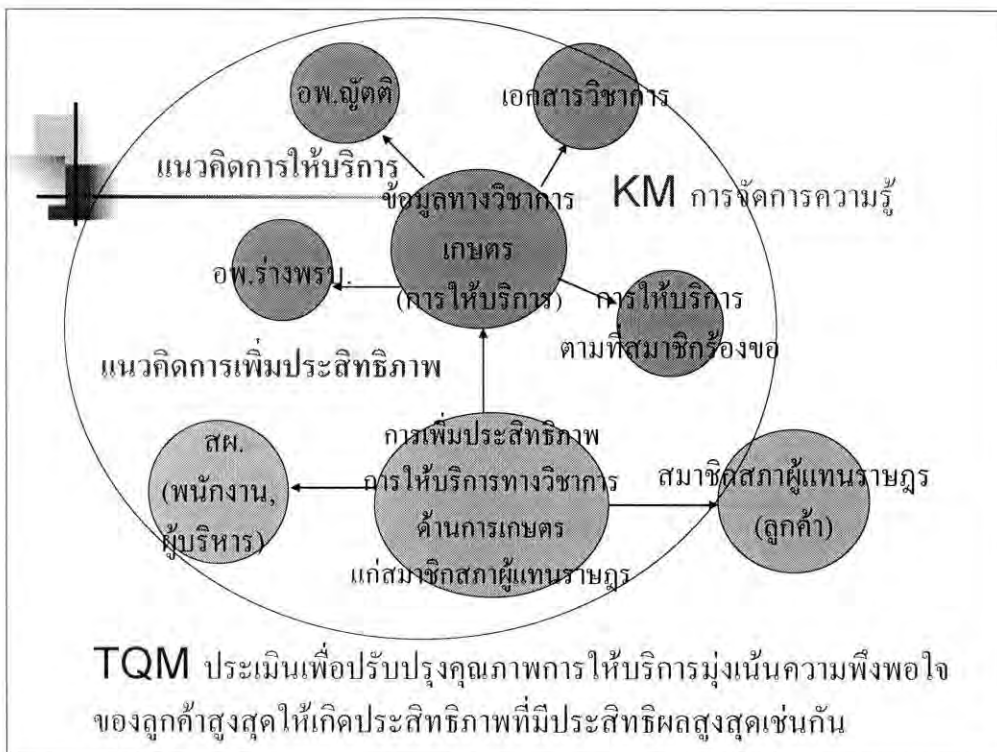 อพ.ญัตติ
เอกสารวิชาการ
แนวคิดการให้บริการ
ข้อมูลทางวิชาการ
เกษตร
(การให้บริการ)
KM การจัดการความรู้
อพ.ร่างพรบ.
การให้บริการ
ตามที่สมาชิกร้องขอ
แนวคิดการเพิ่มประสิทธิภาพ
สผ.
(พนักงาน,
ผู้บริหาร)
การเพิ่มประสิทธิภาพ
การให้บริการทางวิชาการ
ด้านการเกษตร
แก่สมาชิกสภาผู้แทนราษฎร
สมาชิกสภาผู้แทนราษฎร
(ลูกค้า)
TQM ประเมินเพื่อปรับปรุงคุณภาพการให้บริการมุ่งเน้นความพึงพอใจ
ของลูกค้าสูงสุดให้เกิดประสิทธิภาพที่มีประสิทธิผลสูงสุดเช่นกัน